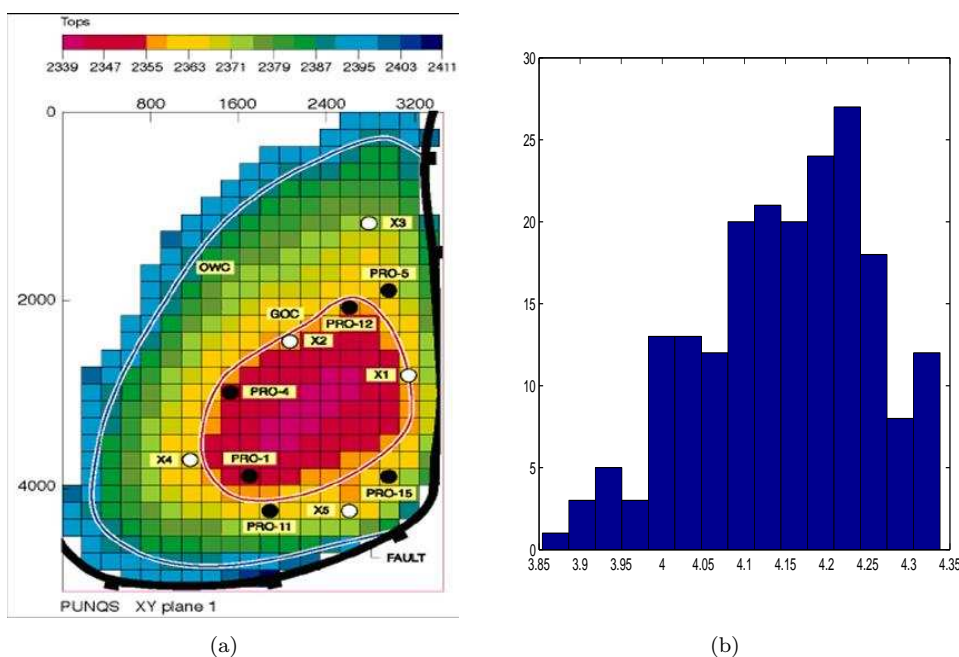 Tops
2339 2347 2355 2363 2371 2379 2387 2395 2403 2411
800 1600 2400 3200
0
X3
OWC
PRO-5
2000
GOC
PRO-12
X2
X1
PRO-4
X4
PRO-1
4000
PRO-15
X5
PRO-11
FAULT
PUNQS XY plane 1
(a)
30
25
20
15
10
5
0
3.85 3.9 3.95 4 4.05 4.1 4.15 4.2 4.25 4.3 4.35
(b)